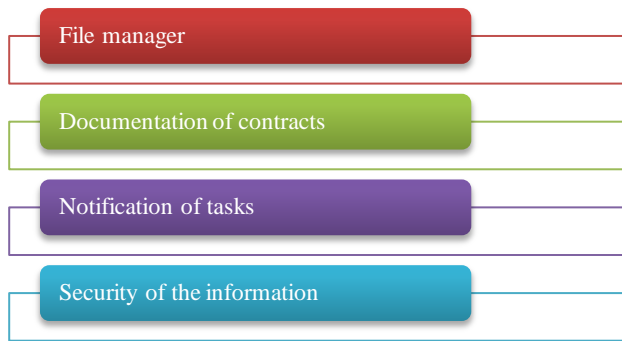 File manager
Documentation of contracts
Notification of tasks
Security of the information